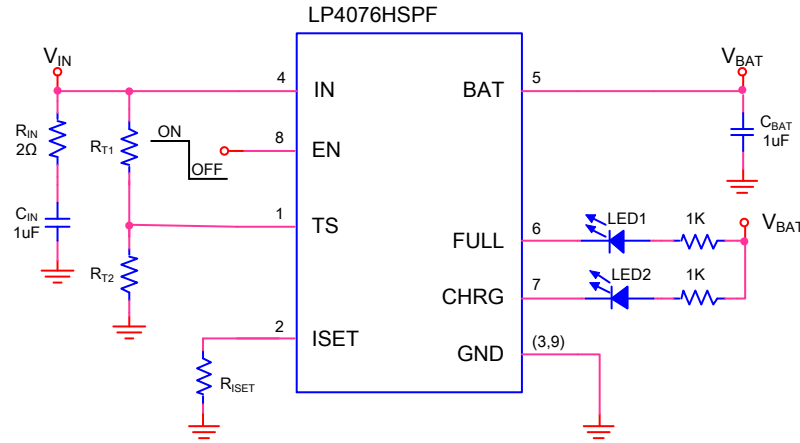 LP4076HSPF
VIN
VBAT
4
IN
BAT
5
RIN
2Ω
RT1
ON
OFF
8
EN
CBAT
1uF
CIN
1uF
1
TS
FULL
6
LED1
1K
VBAT
RT2
CHRG
7
LED2
1K
2
ISET
GND
(3,9)
RISET